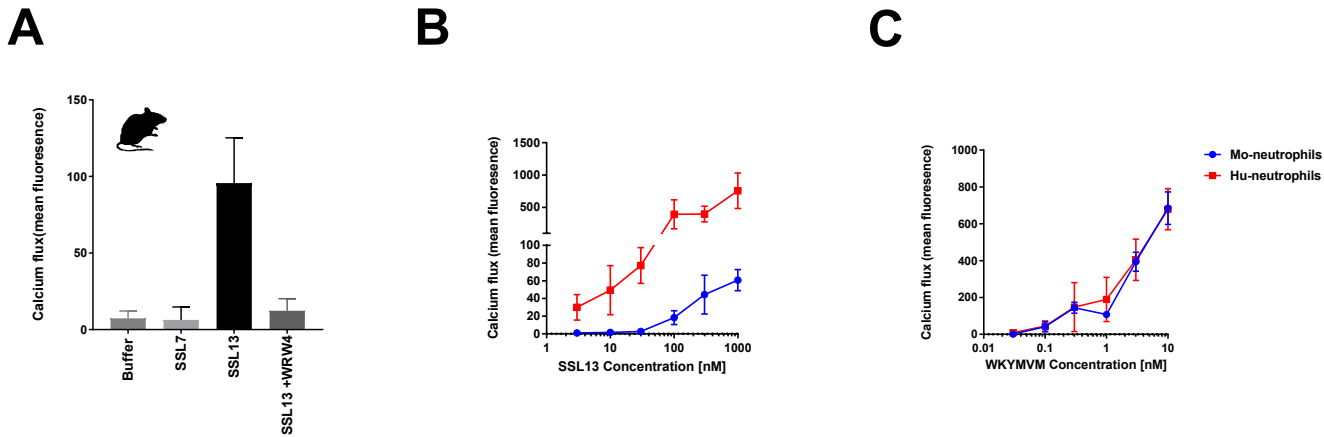 A
B
C
Calcium flux(mean fluoresence)
150
100
50
0
Buffer
SSL7
SSL13
SSL13 +WRW4
Calcium flux(mean fluoresence)
1500
1000
500
100
80
60
40
20
0
1
10
100
1000
SSL13 Concentration [nM]
Calcium flux (mean fluoresence)
1000
800
600
400
200
0
0.01
0.1
1
10
WKYMVM Concentration [nM]
Mo-neutrophils
Hu-neutrophils